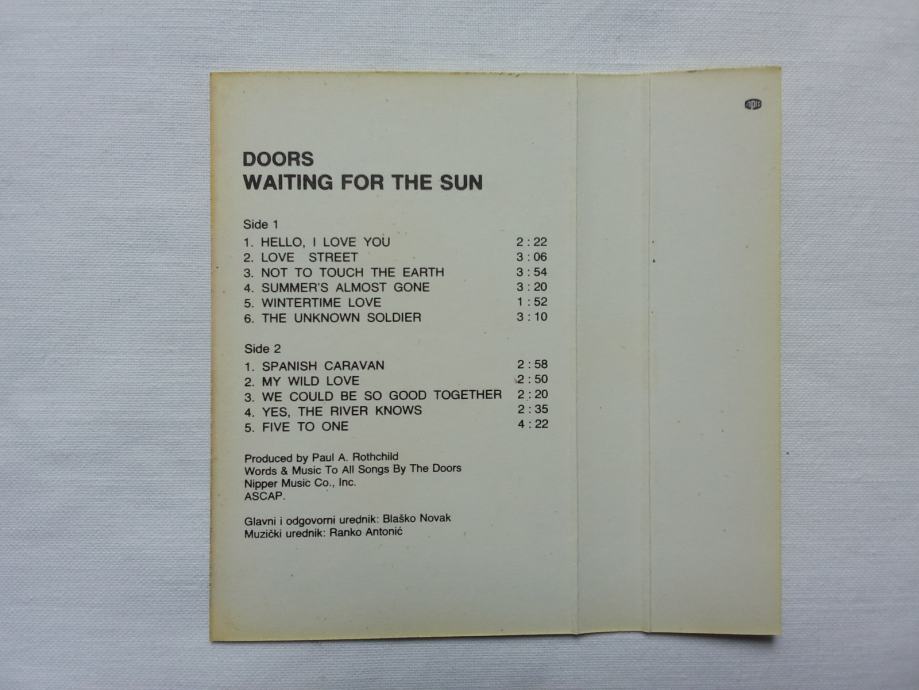 DOORS
WAITING FOR THE SUN
Side 1
1. HELLO, I LOVE YOU 2 : 22
2. LOVE STREET 3 : 06
3. NOT TO TOUCH THE EARTH 3 : 54
4. SUMMER'S ALMOST GONE 3 : 20
5. WINTERTIME LOVE 1 : 52
6. THE UNKNOWN SOLDIER 3 : 10
Side 2
1. SPANISH CARAVAN 2 : 58
2. MY WILD LOVE 2 : 50
3. WE COULD BE SO GOOD TOGETHER 2 : 20
4. YES, THE RIVER KNOWS 2 : 35
5. FIVE TO ONE 4 : 22
Produced by Paul A. Rothchild
Words & Music To All Songs By The Doors
Nipper Music Co., Inc.
ASCAP.
Glavni i odgovorni urednik: Blaško Novak
Muzički urednik: Ranko Antonić